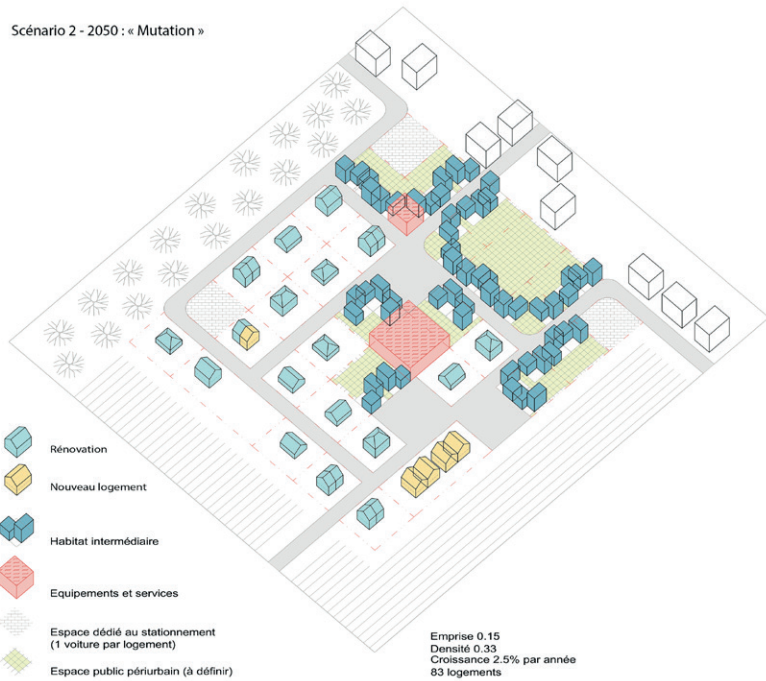 Scénario 2 - 2050 : « Mutation »
Rénovation
Nouveau logement
Habitat intermédiaire
Equipements et services
Espace dédié au stationnement
(1 voiture par logement)
Espace public périurbain (à définir)
Emprise 0.15
Densité 0.33
Croissance 2.5% par année
83 logements